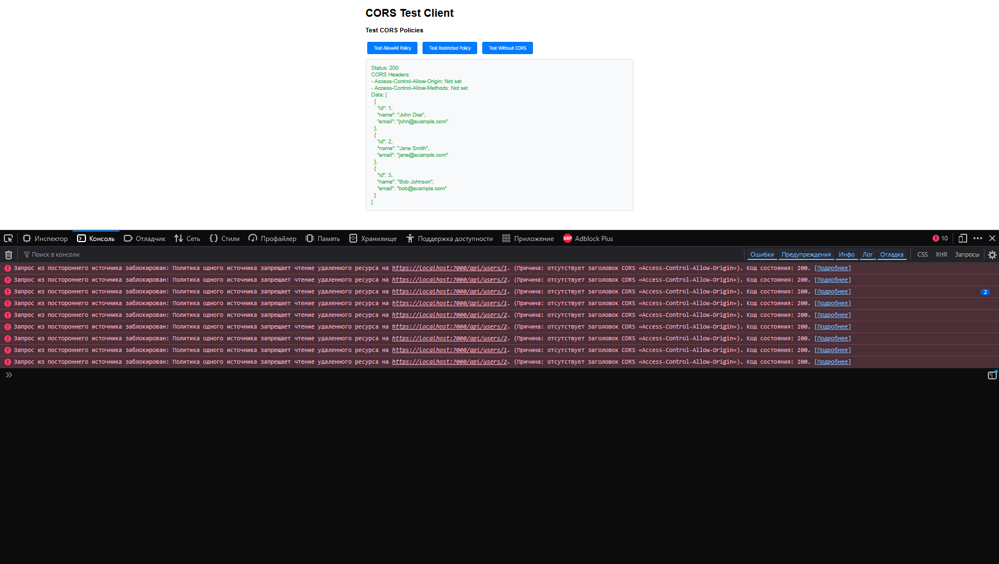 CORS Test Client
Test CORS Policies
Test AllowAll Policy Test Restricted Policy Test Without CORS
Status: 200
CORS Headers:
- Access-Control-Allow-Origin: Not set
- Access-Control-Allow-Methods: Not set
Data: [
{
"id": 1,
"name": "John Doe",
"email": "john@example.com"
},
{
"id": 2,
"name": "Jane Smith",
"email": "jane@example.com"
},
{
"id": 3,
"name": "Bob Johnson",
"email": "bob@example.com"
}
]
Инспектор Консоль Отладчик Сеть Стили Профайлер Память Хранилище Поддержка доступности Приложение ABP Adblock Plus 10
Поиск в консоли Ошибки Предупреждения Инфо Лог Отладка CSS XHR Запросы
Запрос из постороннего источника заблокирован: Политика одного источника запрещает чтение удаленного ресурса на https://localhost:7000/api/users/1. (Причина: отсутствует заголовок CORS «Access-Control-Allow-Origin»). Код состояния: 200. [Подробнее]
Запрос из постороннего источника заблокирован: Политика одного источника запрещает чтение удаленного ресурса на https://localhost:7000/api/users/2. (Причина: отсутствует заголовок CORS «Access-Control-Allow-Origin»). Код состояния: 200. [Подробнее]
Запрос из постороннего источника заблокирован: Политика одного источника запрещает чтение удаленного ресурса на https://localhost:7000/api/users/1. (Причина: отсутствует заголовок CORS «Access-Control-Allow-Origin»). Код состояния: 200. [Подробнее] 2
Запрос из постороннего источника заблокирован: Политика одного источника запрещает чтение удаленного ресурса на https://localhost:7000/api/users/1. (Причина: отсутствует заголовок CORS «Access-Control-Allow-Origin»). Код состояния: 200. [Подробнее]
Запрос из постороннего источника заблокирован: Политика одного источника запрещает чтение удаленного ресурса на https://localhost:7000/api/users/2. (Причина: отсутствует заголовок CORS «Access-Control-Allow-Origin»). Код состояния: 200. [Подробнее]
Запрос из постороннего источника заблокирован: Политика одного источника запрещает чтение удаленного ресурса на https://localhost:7000/api/users/2. (Причина: отсутствует заголовок CORS «Access-Control-Allow-Origin»). Код состояния: 200. [Подробнее]
Запрос из постороннего источника заблокирован: Политика одного источника запрещает чтение удаленного ресурса на https://localhost:7000/api/users/2. (Причина: отсутствует заголовок CORS «Access-Control-Allow-Origin»). Код состояния: 200. [Подробнее]
Запрос из постороннего источника заблокирован: Политика одного источника запрещает чтение удаленного ресурса на https://localhost:7000/api/users/1. (Причина: отсутствует заголовок CORS «Access-Control-Allow-Origin»). Код состояния: 200. [Подробнее]
Запрос из постороннего источника заблокирован: Политика одного источника запрещает чтение удаленного ресурса на https://localhost:7000/api/users/2. (Причина: отсутствует заголовок CORS «Access-Control-Allow-Origin»). Код состояния: 200. [Подробнее]